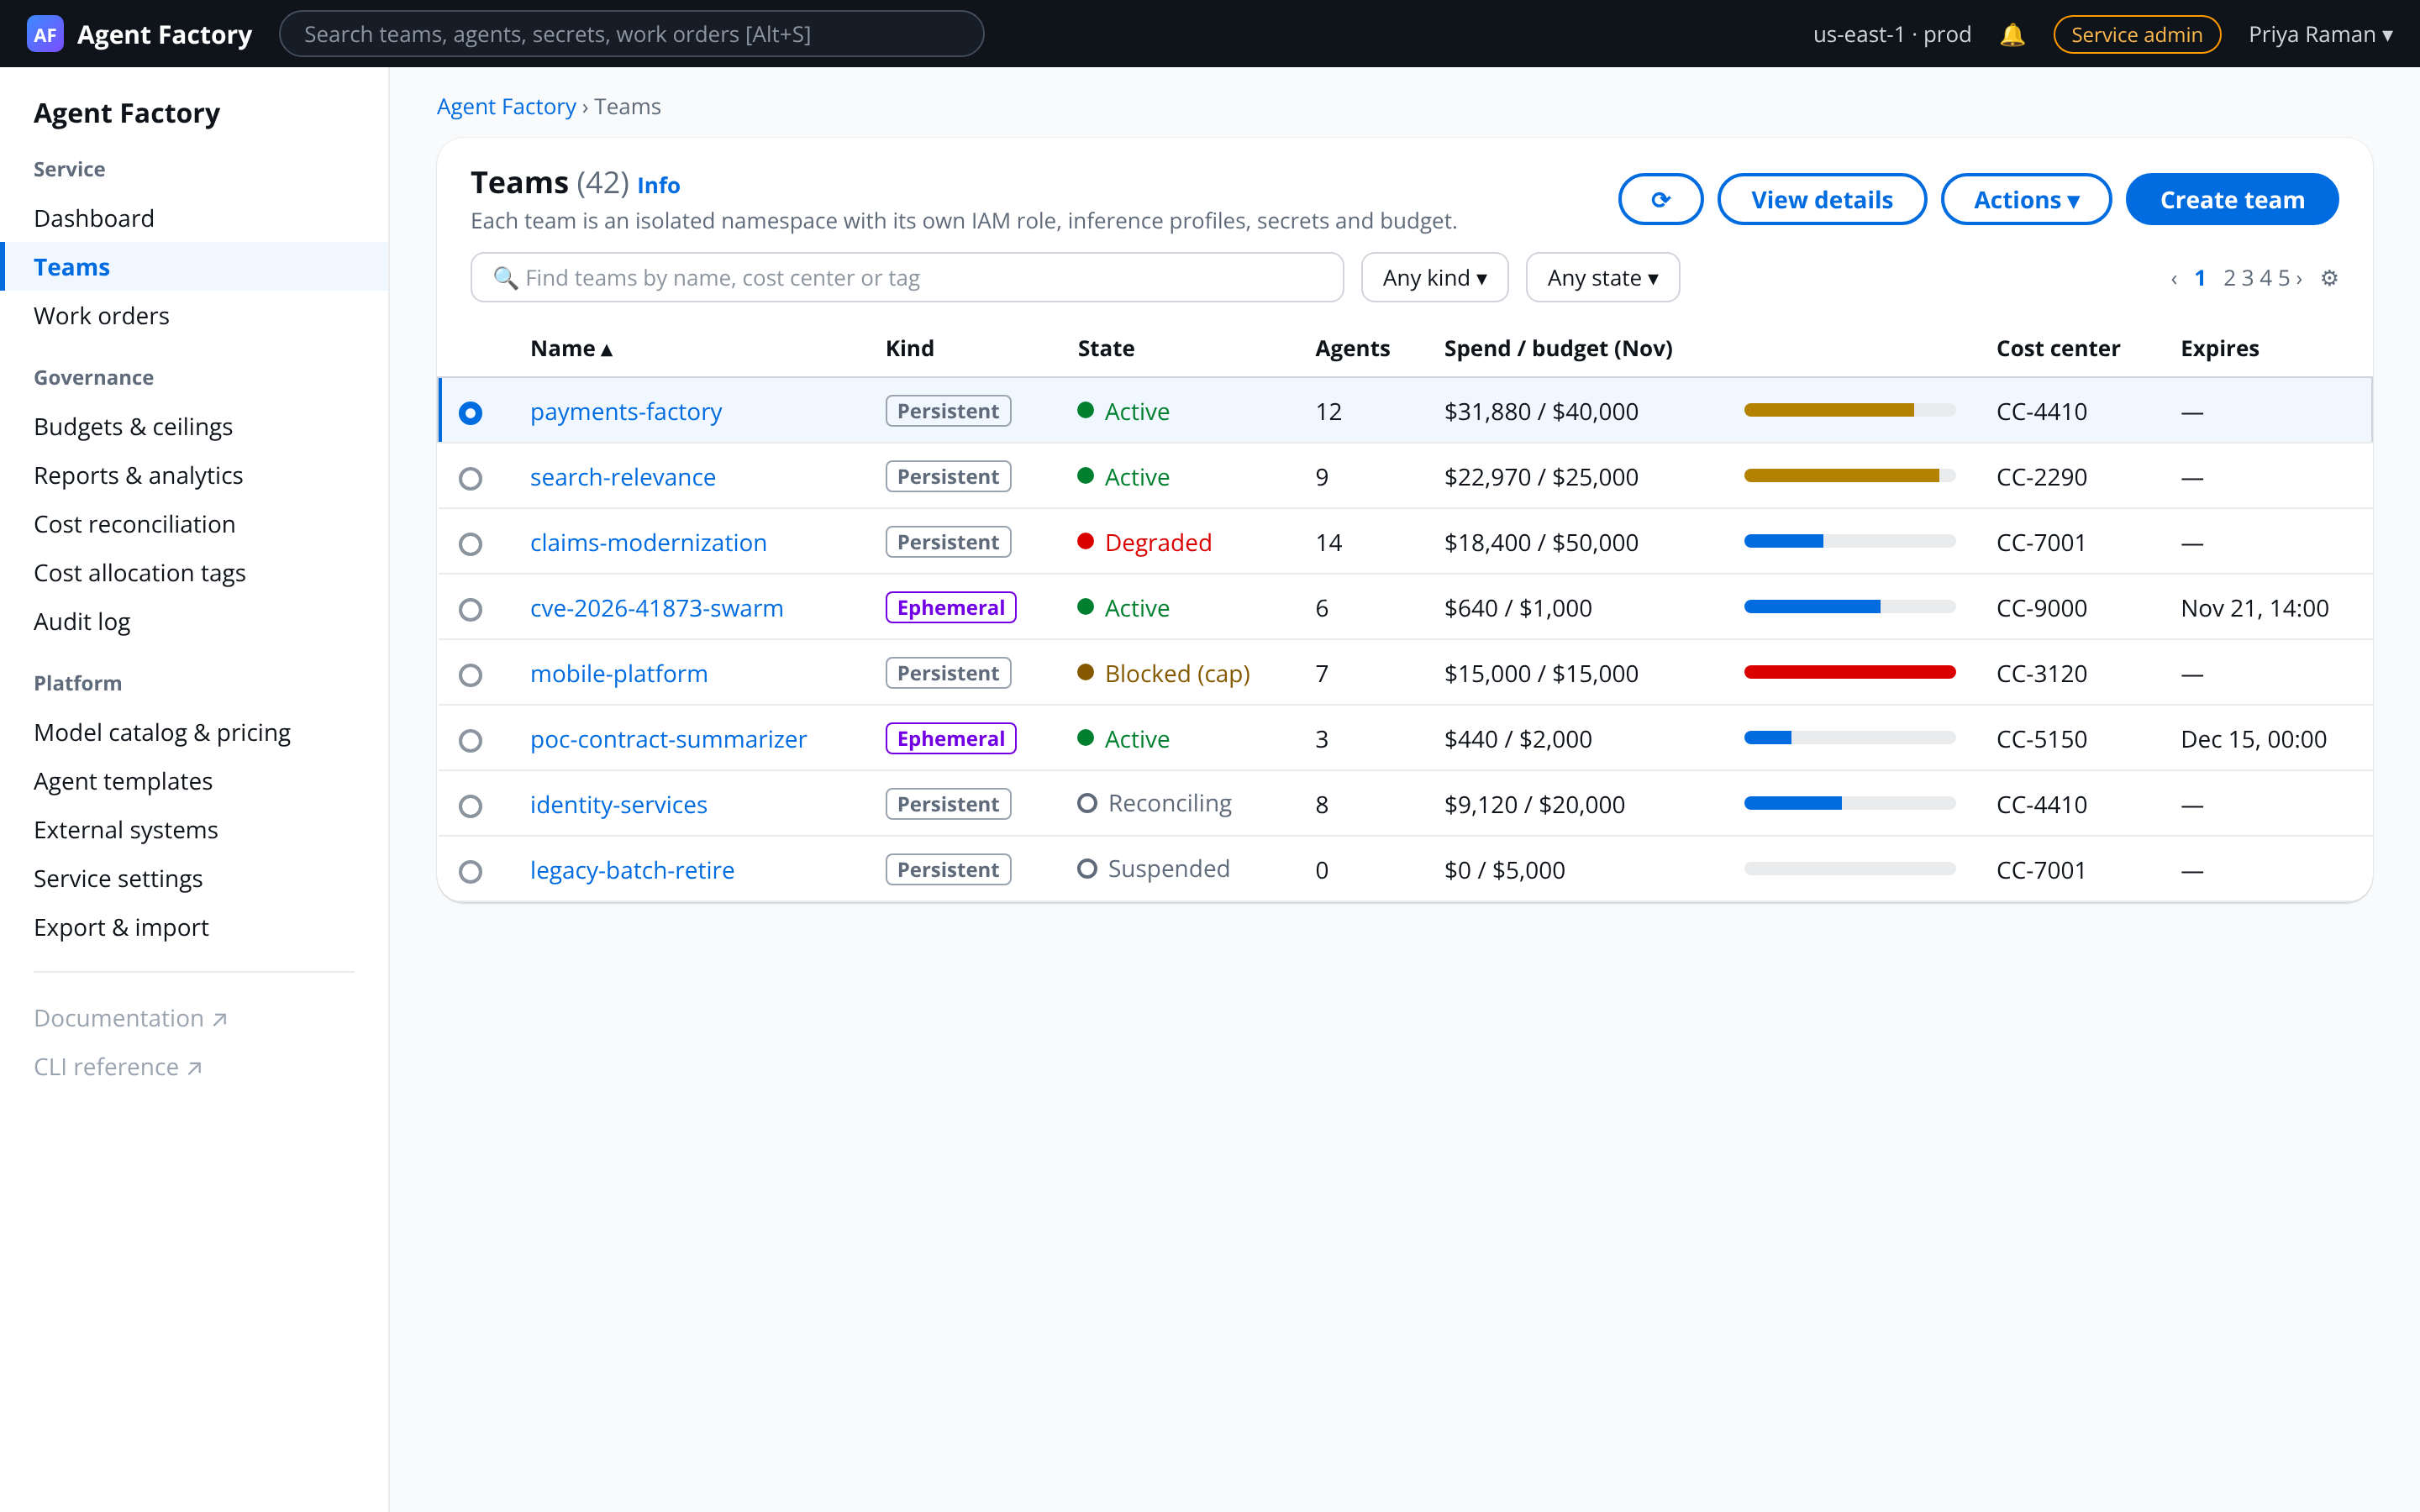 AF Agent Factory Search teams, agents, secrets, work orders [Alt+S] us-east-1 · prod 🔔 Service admin Priya Raman ▾
Agent Factory
Service
Dashboard
Teams
Work orders
Governance
Budgets & ceilings
Reports & analytics
Cost reconciliation
Cost allocation tags
Audit log
Platform
Model catalog & pricing
Agent templates
External systems
Service settings
Export & import
Documentation ↗
CLI reference ↗
Agent Factory › Teams
Teams (42) Info
Each team is an isolated namespace with its own IAM role, inference profiles, secrets and budget.
⟳ View details Actions ▾ Create team
🔍 Find teams by name, cost center or tag Any kind ▾ Any state ▾ ‹ 1 2 3 4 5 › ⚙
Name ▴ Kind State Agents Spend / budget (Nov) Cost center Expires
payments-factory Persistent Active 12 $31,880 / $40,000 CC-4410 —
search-relevance Persistent Active 9 $22,970 / $25,000 CC-2290 —
claims-modernization Persistent Degraded 14 $18,400 / $50,000 CC-7001 —
cve-2026-41873-swarm Ephemeral Active 6 $640 / $1,000 CC-9000 Nov 21, 14:00
mobile-platform Persistent Blocked (cap) 7 $15,000 / $15,000 CC-3120 —
poc-contract-summarizer Ephemeral Active 3 $440 / $2,000 CC-5150 Dec 15, 00:00
identity-services Persistent Reconciling 8 $9,120 / $20,000 CC-4410 —
legacy-batch-retire Persistent Suspended 0 $0 / $5,000 CC-7001 —